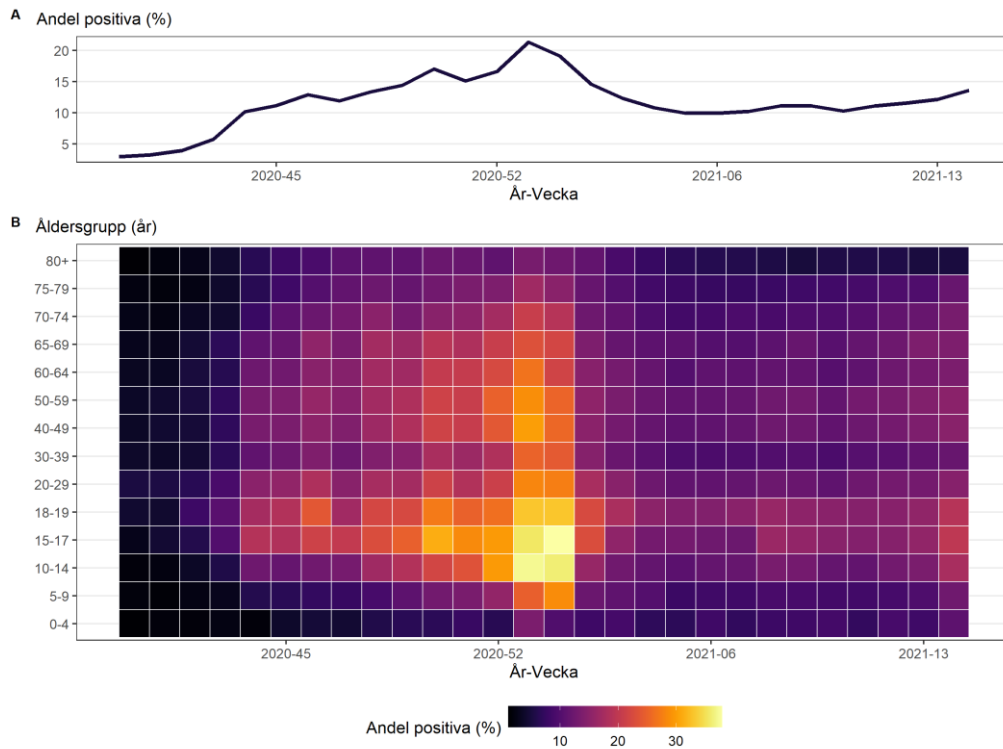 A Andel positiva (%)
20
15
10
5
2020-45 2020-52 2021-06 2021-13
År-Vecka
B Åldersgrupp (år)
80+
75-79
70-74
65-69
60-64
50-59
40-49
30-39
20-29
18-19
15-17
10-14
5-9
0-4
2020-45 2020-52 2021-06 2021-13
År-Vecka
Andel positiva (%)
10 20 30